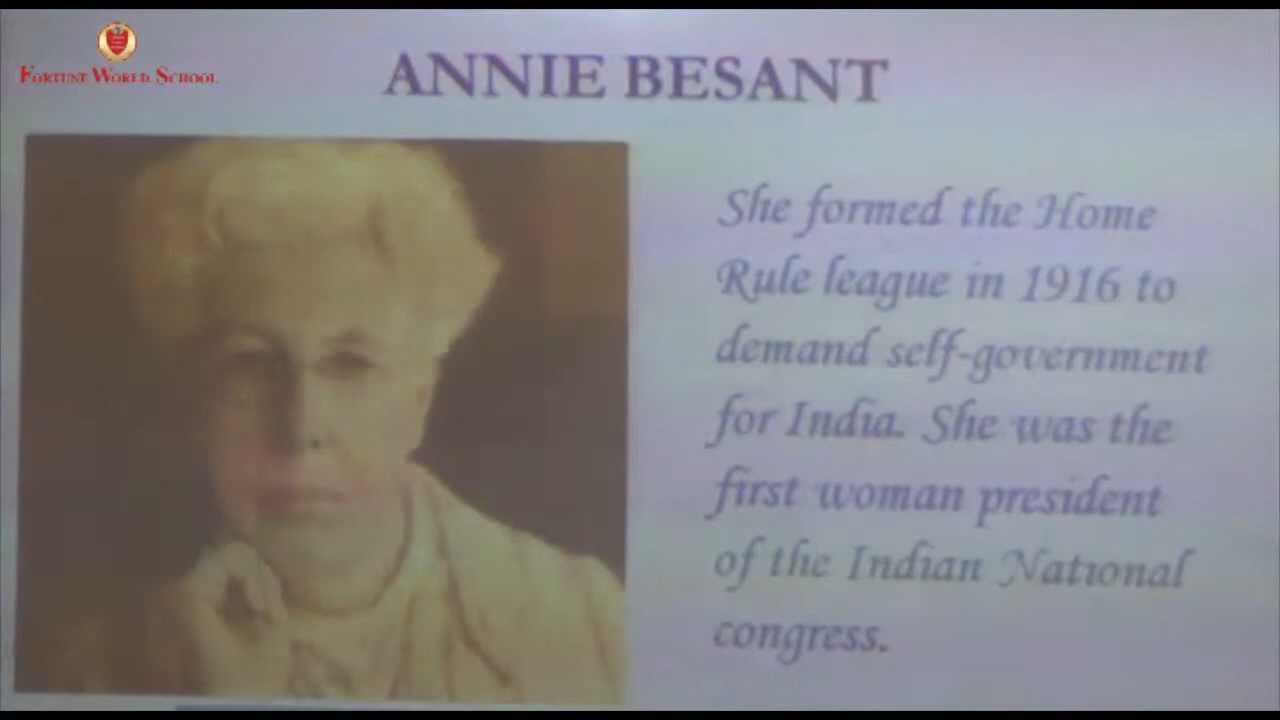 FORTUNE WORLD SCHOOL
ANNIE BESANT
She formed the Home
Rule league in 1916 to
demand self-government
for India. She was the
first woman president
of the Indian National
congress.